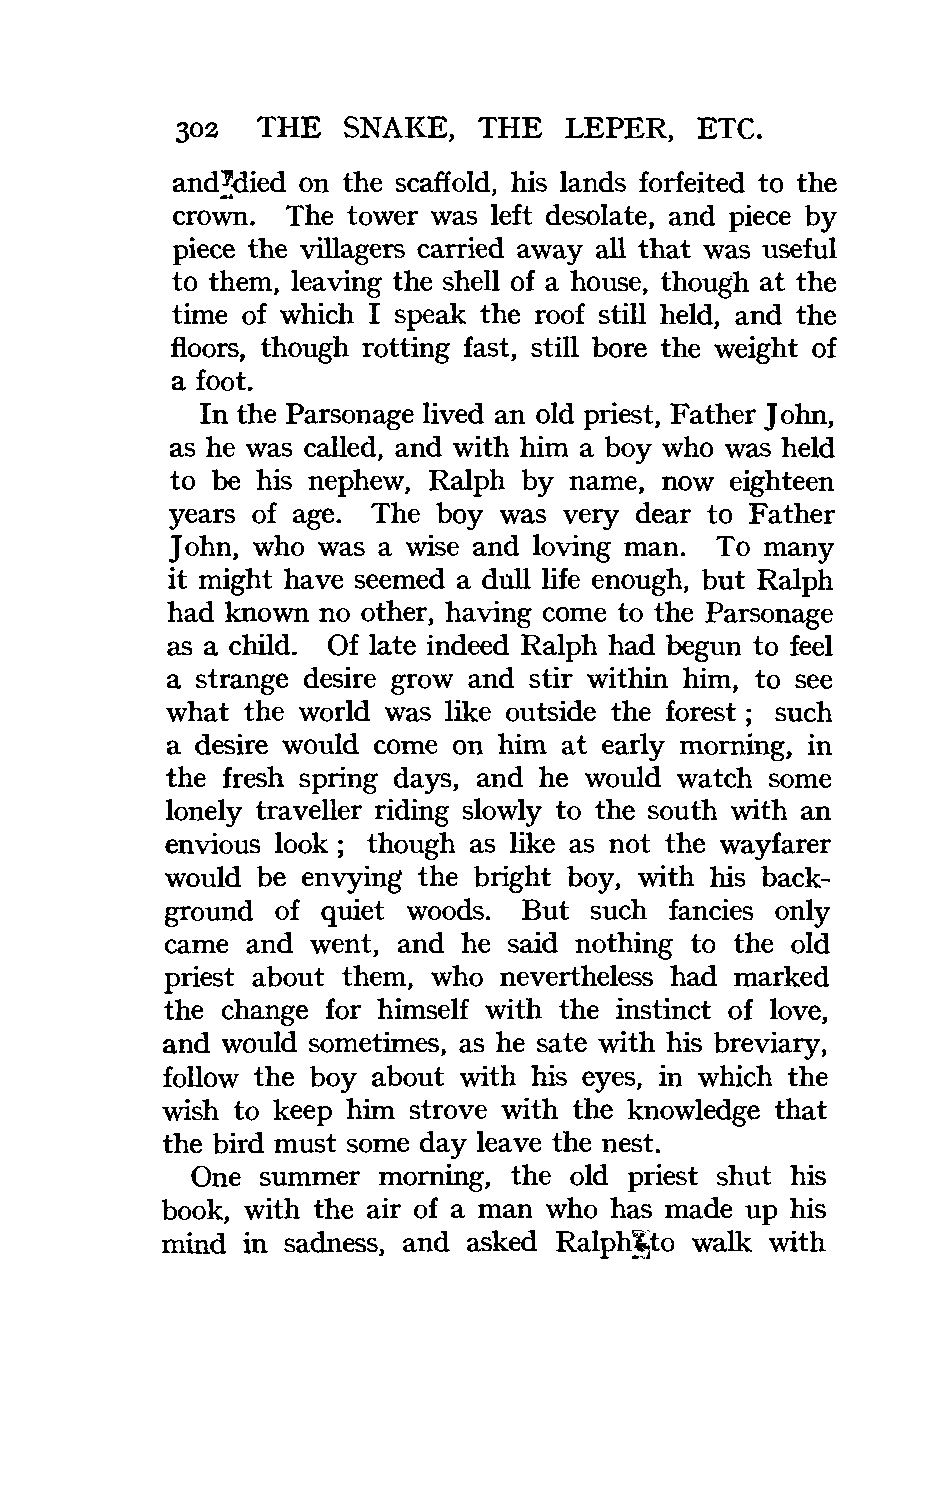 302 THE SNAKE, THE LEPER, ETC.
and died on the scaffold, his lands forfeited to the
crown. The tower was left desolate, and piece by
piece the villagers carried away all that was useful
to them, leaving the shell of a house, though at the
time of which I speak the roof still held, and the
floors, though rotting fast, still bore the weight of
a foot.
In the Parsonage lived an old priest, Father John,
as he was called, and with him a boy who was held
to be his nephew, Ralph by name, now eighteen
years of age. The boy was very dear to Father
John, who was a wise and loving man. To many
it might have seemed a dull life enough, but Ralph
had known no other, having come to the Parsonage
as a child. Of late indeed Ralph had begun to feel
a strange desire grow and stir within him, to see
what the world was like outside the forest ; such
a desire would come on him at early morning, in
the fresh spring days, and he would watch some
lonely traveller riding slowly to the south with an
envious look ; though as like as not the wayfarer
would be envying the bright boy, with his back-
ground of quiet woods. But such fancies only
came and went, and he said nothing to the old
priest about them, who nevertheless had marked
the change for himself with the instinct of love,
and would sometimes, as he sate with his breviary,
follow the boy about with his eyes, in which the
wish to keep him strove with the knowledge that
the bird must some day leave the nest.
One summer morning, the old priest shut his
book, with the air of a man who has made up his
mind in sadness, and asked Ralph to walk with